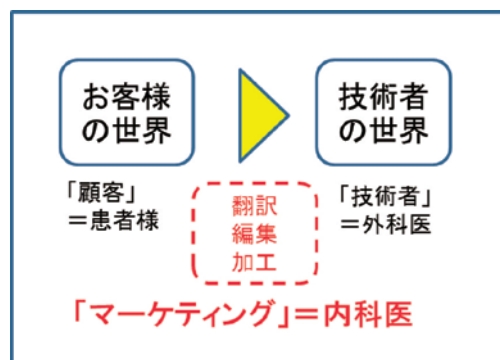 お客様
の世界
技術者
の世界
「顧客」
＝患者様
翻訳
編集
加工
「技術者」
＝外科医
「マーケティング」＝内科医